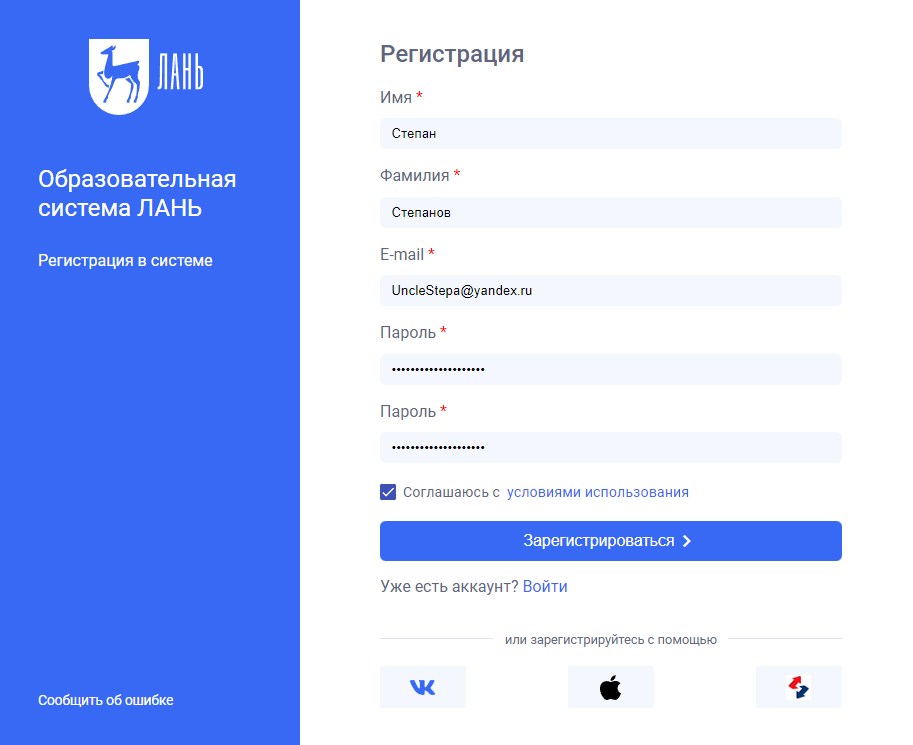 ЛАНЬ
Образовательная
система ЛАНЬ
Регистрация в системе
Сообщить об ошибке
Регистрация
Имя *
Степан
Фамилия *
Степанов
E-mail *
UncleStepa@yandex.ru
Пароль *
••••••••••••••••••••
Пароль *
••••••••••••••••••••
Соглашаюсь с условиями использования
Зарегистрироваться
Уже есть аккаунт? Войти
или зарегистрируйтесь с помощью